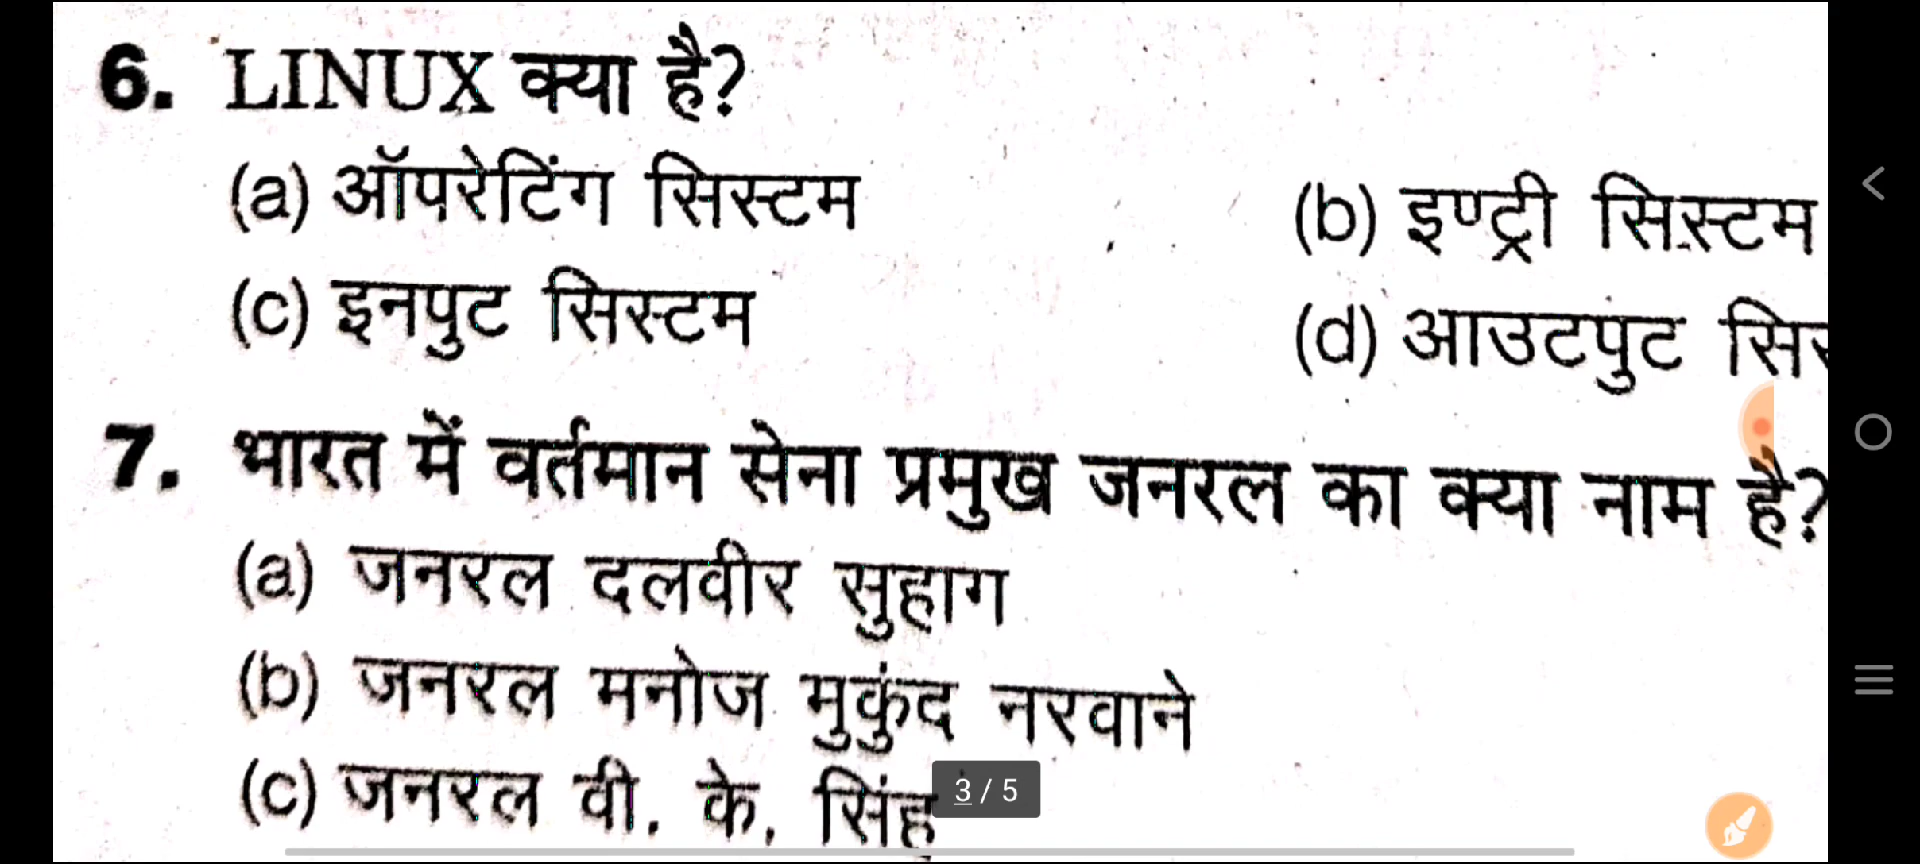 6. LINUX क्या है?
(a) ऑपरेटिंग सिस्टम (b) इण्ट्री सिस्टम
(c) इनपुट सिस्टम (d) आउटपुट
7. भारत में वर्तमान सेना प्रमुख जनरल का क्या नाम है?
(a) जनरल दलवीर सुहाग
(b) जनरल मनोज मुकुंद नरवाने
(c) जनरल वी. के. सिंह
3 / 5